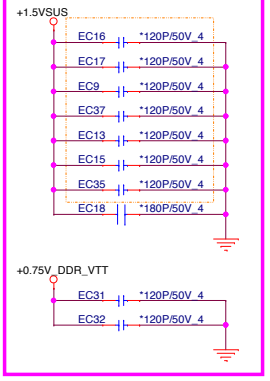 +1.5VSUS
EC16 *120P/50V_4
EC17 *120P/50V_4
EC9 *120P/50V_4
EC37 *120P/50V_4
EC13 *120P/50V_4
EC15 *120P/50V_4
EC35 *120P/50V_4
EC18 *180P/50V_4
+0.75V_DDR_VTT
EC31 *120P/50V_4
EC32 *120P/50V_4